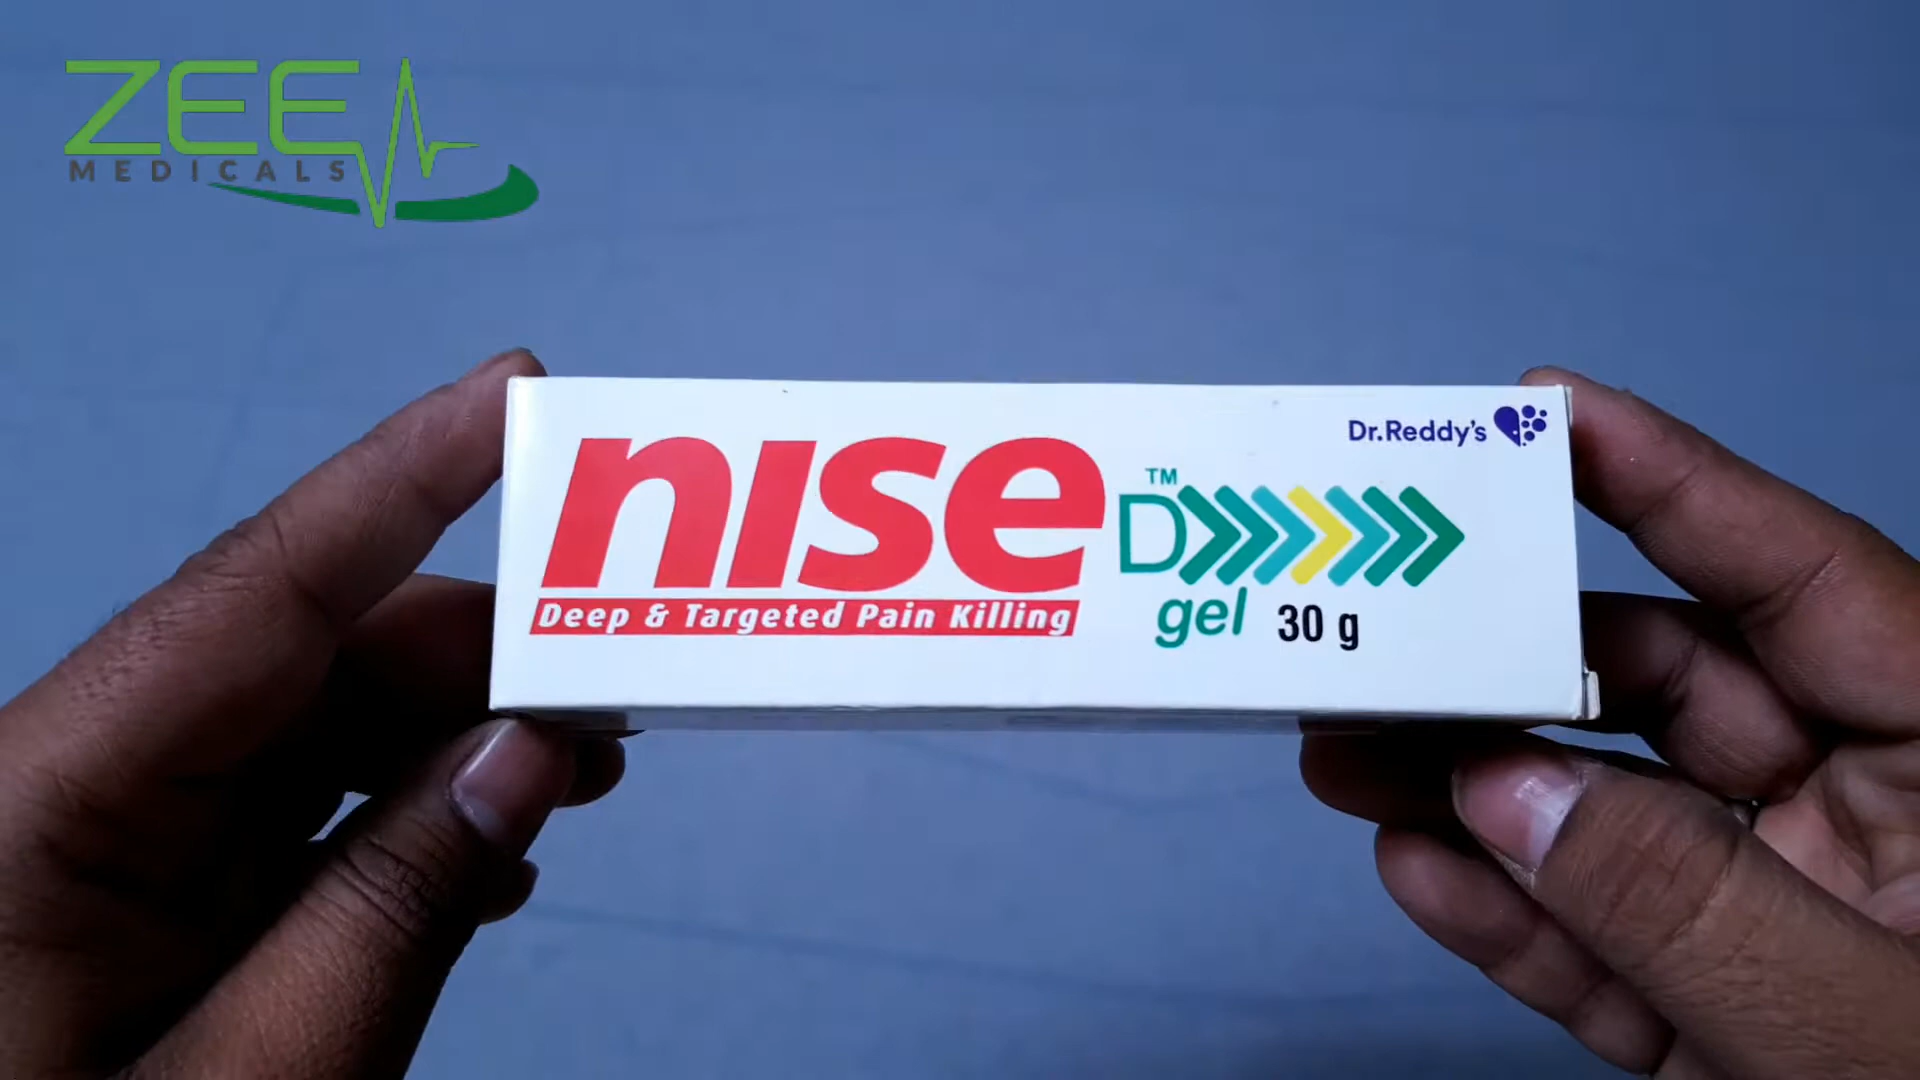 ZEE
MEDICALS
Dr.Reddy's
nise
TM
D
Deep & Targeted Pain Killing
gel 30 g